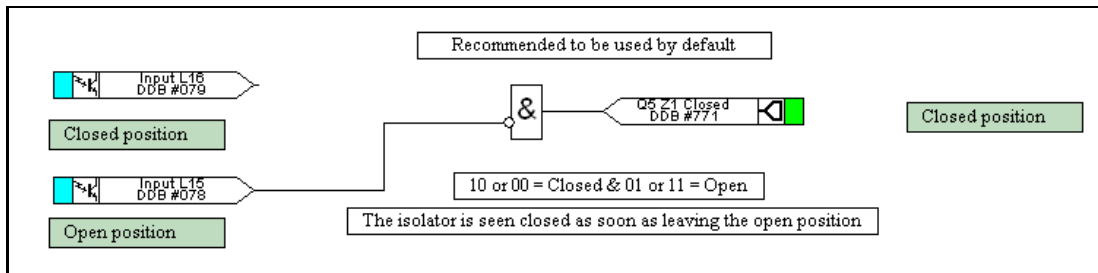 Recommended to be used by default
Input L16
DDB #079
Closed position
&
Q5 Z1 Closed
DDB #771
Closed position
Input L15
DDB #078
10 or 00 = Closed & 01 or 11 = Open
Open position
The isolator is seen closed as soon as leaving the open position